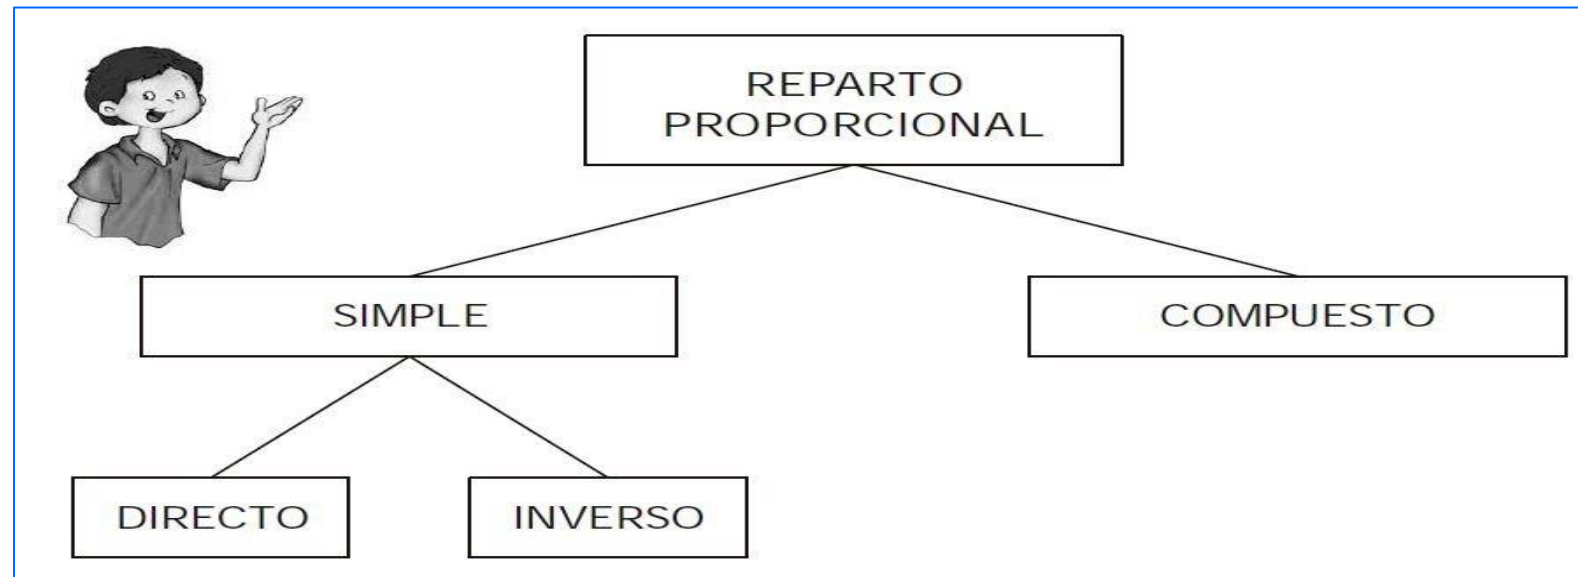 REPARTO
PROPORCIONAL
SIMPLE
COMPUESTO
DIRECTO
INVERSO